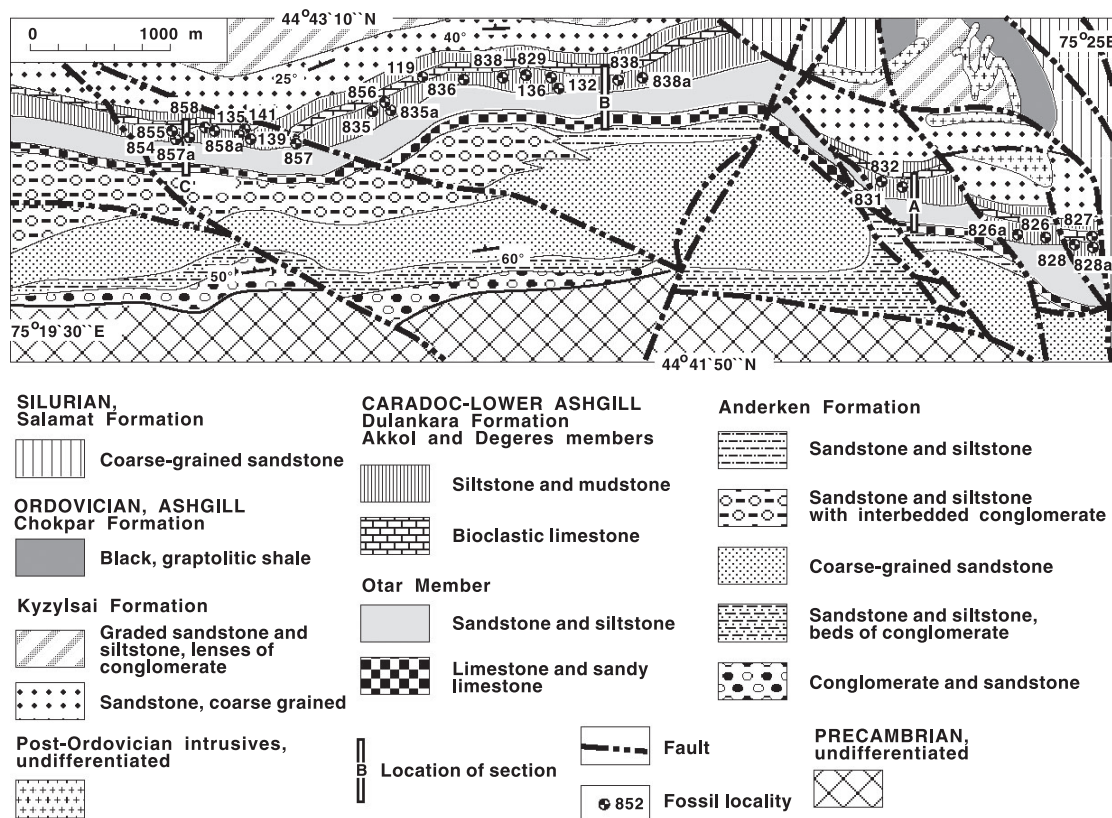 44°43`10``N
0 1000 m
75°25E
40°
25°
119
838
829
838
836
136
132
838a
856
835
835a
858
135
141
855
139
854
857a
858a
857
B
C
832
831
A
826a
826
827
828
828a
60°
50°
75°19`30``E
44°41`50``N
SILURIAN,
Salamat Formation
Coarse-grained sandstone
ORDOVICIAN, ASHGILL
Chokpar Formation
Black, graptolitic shale
Kyzylsai Formation
Graded sandstone and
siltstone, lenses of
conglomerate
Sandstone, coarse grained
Post-Ordovician intrusives,
undifferentiated
CARADOC-LOWER ASHGILL
Dulankara Formation
Akkol and Degeres members
Siltstone and mudstone
Bioclastic limestone
Otar Member
Sandstone and siltstone
Limestone and sandy
limestone
B Location of section
Anderken Formation
Sandstone and siltstone
Sandstone and siltstone
with interbedded conglomerate
Coarse-grained sandstone
Sandstone and siltstone,
beds of conglomerate
Conglomerate and sandstone
Fault
852 Fossil locality
PRECAMBRIAN,
undifferentiated